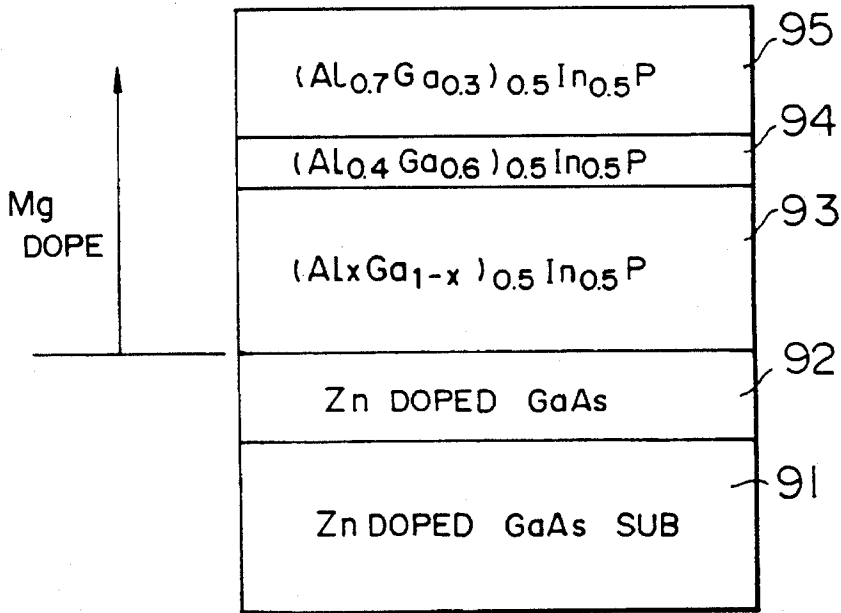 95
(Al0.7Ga0.3)0.5In0.5P
94
(Al0.4Ga0.6)0.5In0.5P
93
Mg
DOPE
(AlxGa1-x)0.5In0.5P
92
Zn DOPED GaAs
91
Zn DOPED GaAs SUB